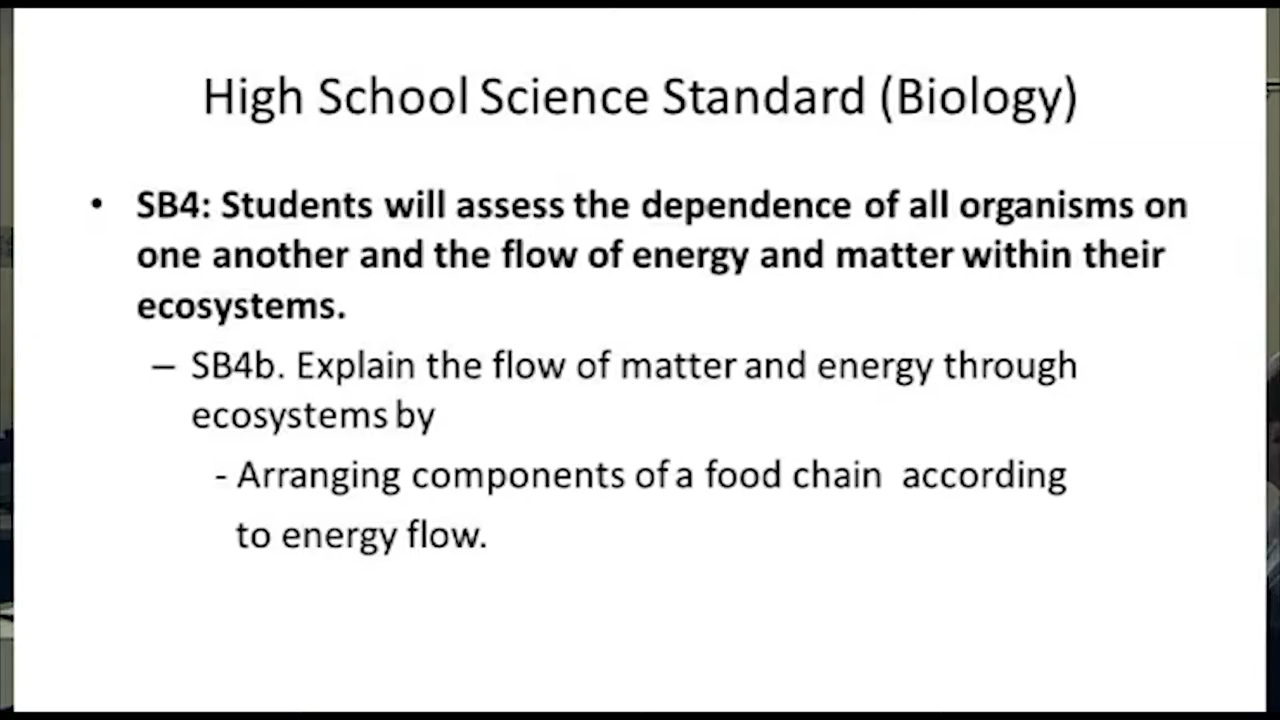 High School Science Standard (Biology)
• SB4: Students will assess the dependence of all organisms on
one another and the flow of energy and matter within their
ecosystems.
– SB4b. Explain the flow of matter and energy through
ecosystems by
- Arranging components of a food chain according
to energy flow.